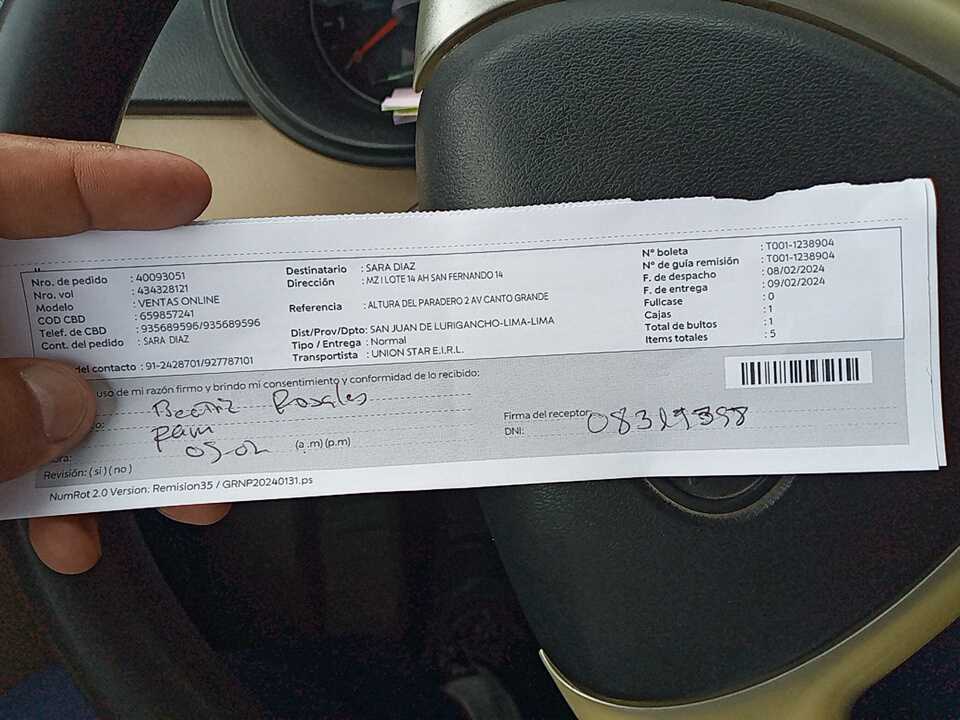 Nro. de pedido : 40093051
Nro. vol : 434328121
Modelo : VENTAS ONLINE
COD CBD : 659857241
Telef. de CBD : 935689596/935689596
Cont. del pedido : SARA DIAZ
del contacto : 91-2428701/927787101
Destinatario : SARA DIAZ
Dirección : MZ I LOTE 14 AH SAN FERNANDO 14
Referencia : ALTURA DEL PARADERO 2 AV CANTO GRANDE
Dist/Prov/Dpto: SAN JUAN DE LURIGANCHO-LIMA-LIMA
Tipo / Entrega : Normal
Transportista : UNION STAR E.I.R.L.
N° boleta : T001-1238904
N° de guía remisión : T001-1238904
F. de despacho : 08/02/2024
F. de entrega : 09/02/2024
Fullcase : 0
Cajas : 1
Total de bultos : 1
Items totales : 5
uso de mi razón firmo y brindo mi consentimiento y conformidad de lo recibido:
Beatriz Rosales
(a .m) (p.m)
Revisión: ( si ) ( no )
Firma del receptor
DNI:
NumRot 2.0 Version: Remision35 / GRNP20240131.ps